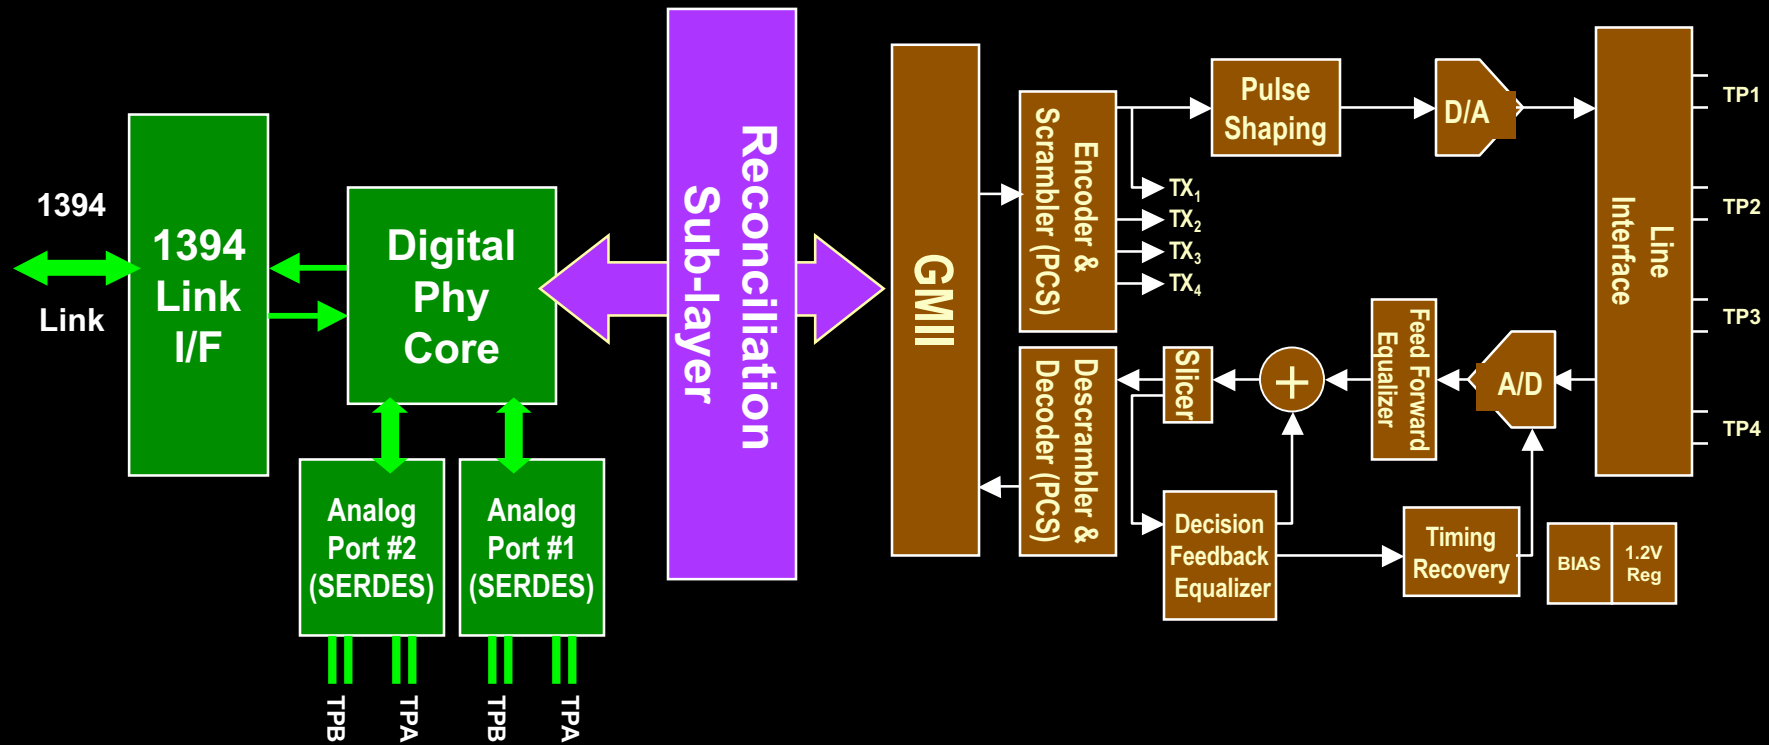 1394
Link
1394
Link
I/F
Digital
Phy
Core
Analog
Port #2
(SERDES)
Analog
Port #1
(SERDES)
TPB
TPA
TPB
TPA
Reconciliation
Sub-layer
GMII
Encoder &
Scrambler (PCS)
TX1
TX2
TX3
TX4
Pulse
Shaping
D/A
Line
Interface
TP1
TP2
TP3
TP4
Descrambler &
Decoder (PCS)
Slicer
+
Feed Forward
Equalizer
A/D
Decision
Feedback
Equalizer
Timing
Recovery
BIAS
1.2V
Reg